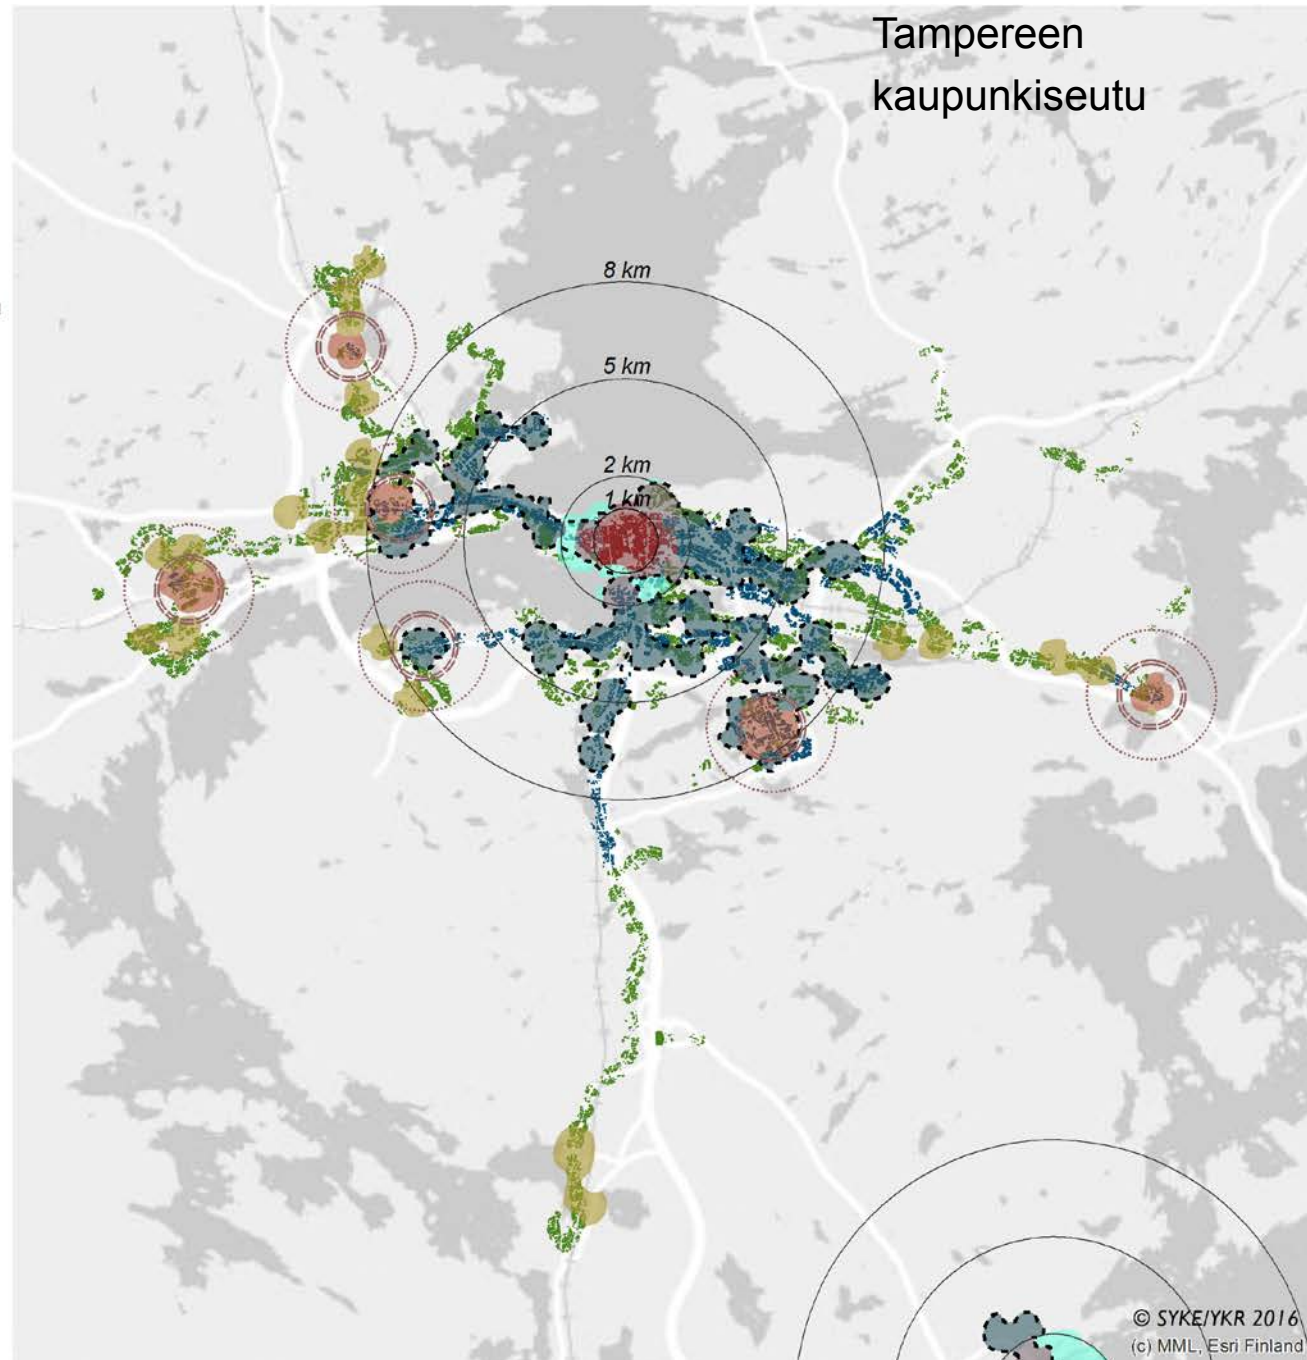 Tampereen
kaupunkiseutu
8 km
5 km
2 km
1 km
© SYKE/YKR 2016
(c) MML, Esri Finland